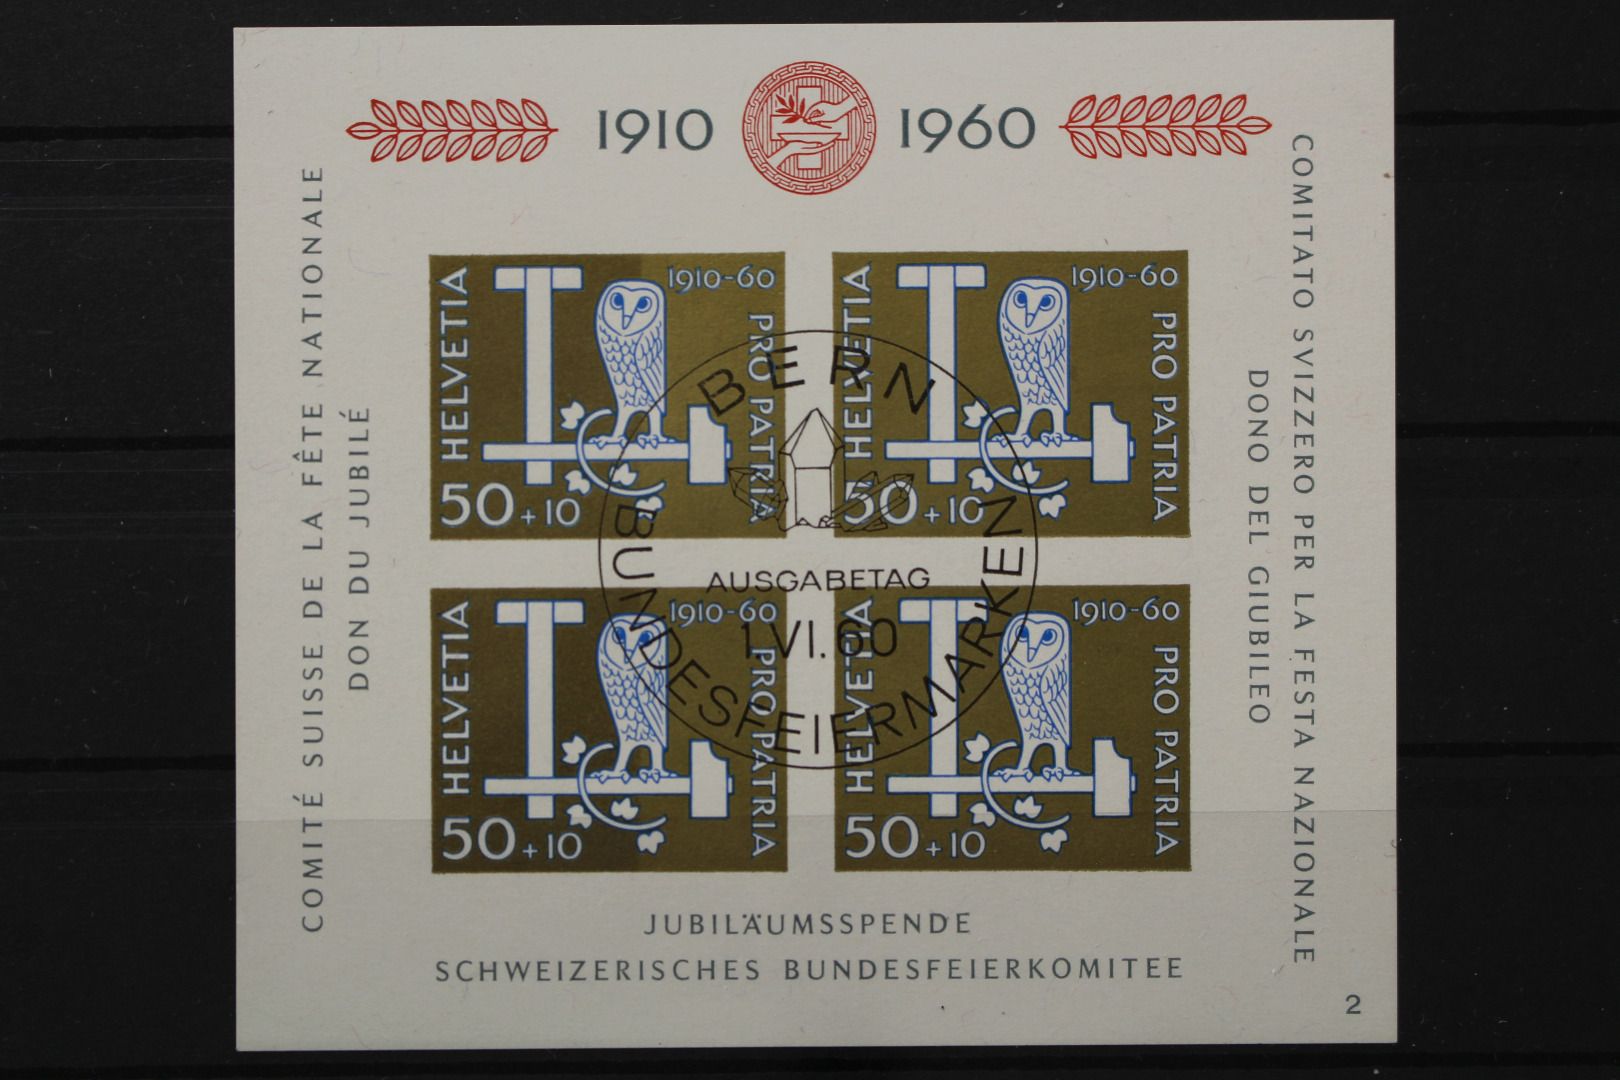 1910 1960
COMITÉ SUISSE DE LA FÊTE NATIONALE
DON DU JUBILÉ
HELVETIA
1910-60
PRO PATRIA
50+10
HELVETIA
1910-60
PRO PATRIA
50+10
HELVETIA
1910-60
PRO PATRIA
50+10
HELVETIA
1910-60
PRO PATRIA
50+10
BERN
AUSGABETAG
1.VI.60
BUNDESFEIERMARKEN
COMITATO SVIZZERO PER LA FESTA NAZIONALE
DONO DEL GIUBILEO
JUBILÄUMSSPENDE
SCHWEIZERISCHES BUNDESFEIERKOMITEE
2